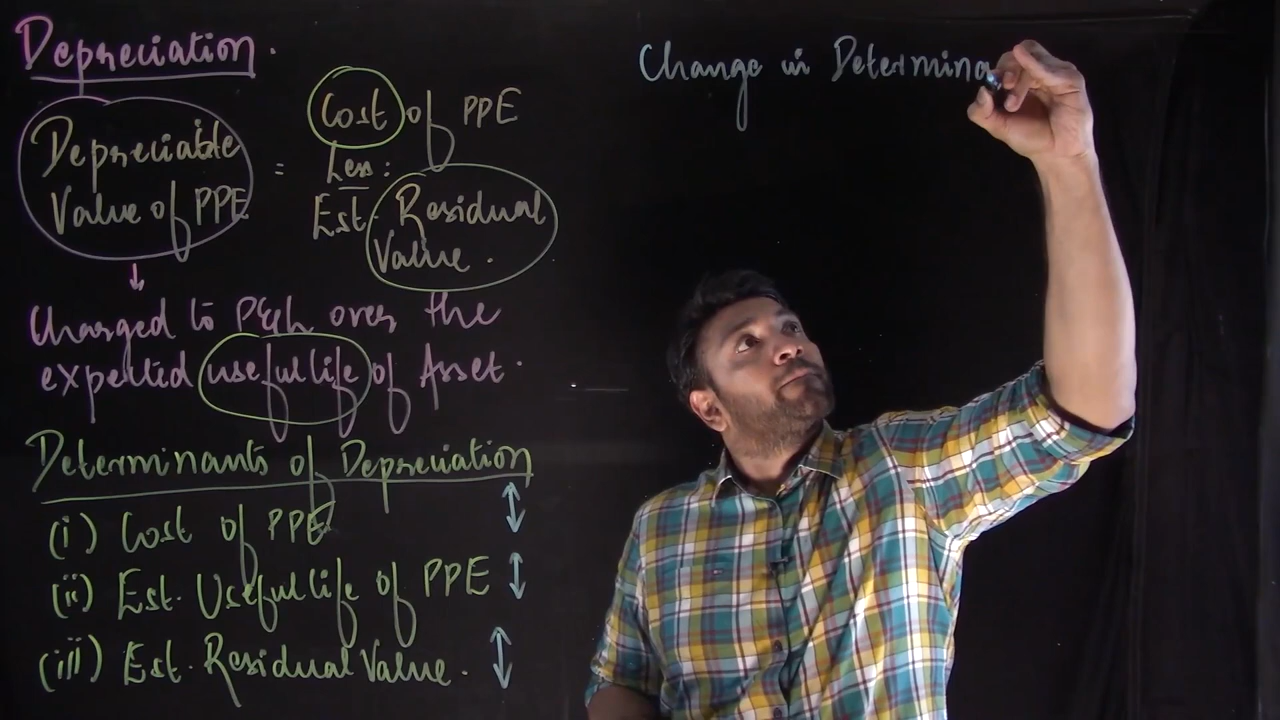 Depreciation.
Depreciable
Value of PPE
=
Cost of PPE
Less:
Est. Residual
Value.
↓
Charged to P&L over the
expected useful life of Asset.
Determinants of Depreciation
(i) Cost of PPE ↕
(ii) Est. Useful life of PPE ↕
(iii) Est. Residual Value. ↕
Change in Determina